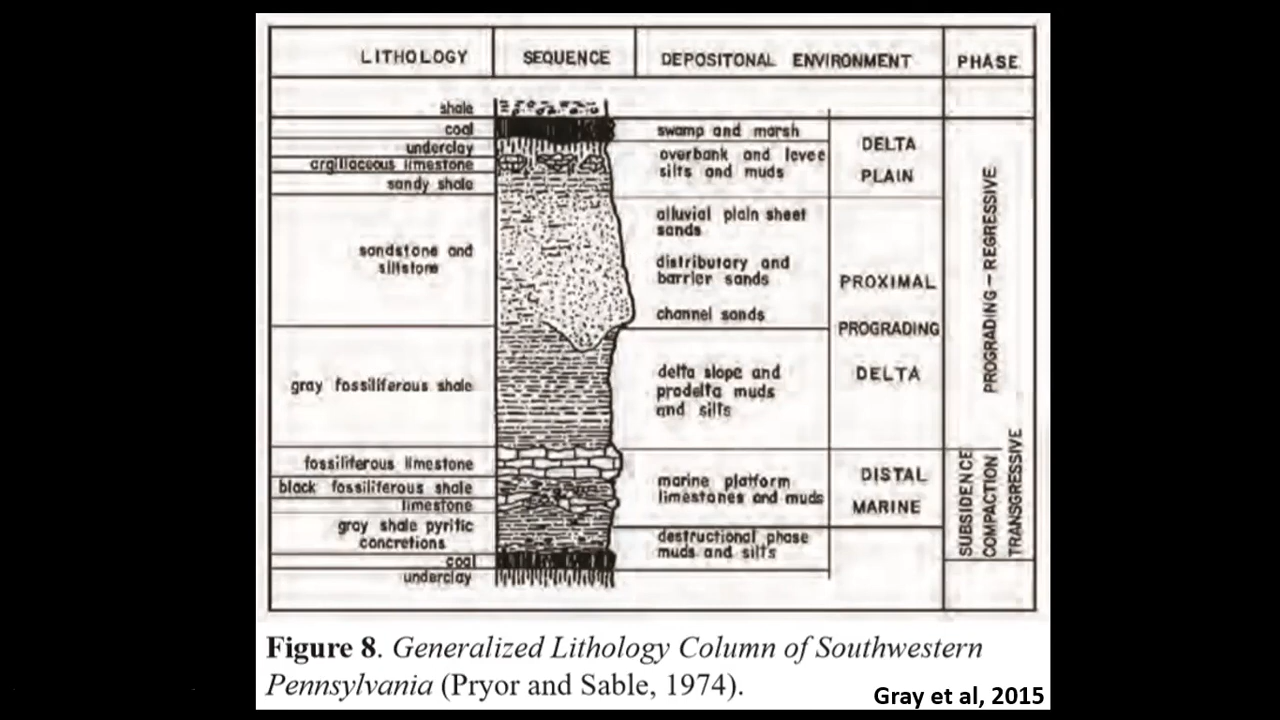 LITHOLOGY
SEQUENCE
DEPOSITONAL ENVIRONMENT
PHASE
shale
coal
underclay
argillaceous limestone
sandy shale
sandstone and
siltstone
gray fossiliferous shale
fossiliferous limestone
black fossiliferous shale
limestone
gray shale pyritic
concretions
coal
underclay
swamp and marsh
overbank and levee
silts and muds
alluvial plain sheet
sands
distributary and
barrier sands
channel sands
delta slope and
prodelta muds
and silts
marine platform
limestones and muds
destructional phase
muds and silts
DELTA
PLAIN
PROXIMAL
PROGRADING
DELTA
DISTAL
MARINE
PROGRADING – REGRESSIVE
SUBSIDENCE
COMPACTION
TRANSGRESSIVE
Figure 8. Generalized Lithology Column of Southwestern
Pennsylvania (Pryor and Sable, 1974).
Gray et al, 2015